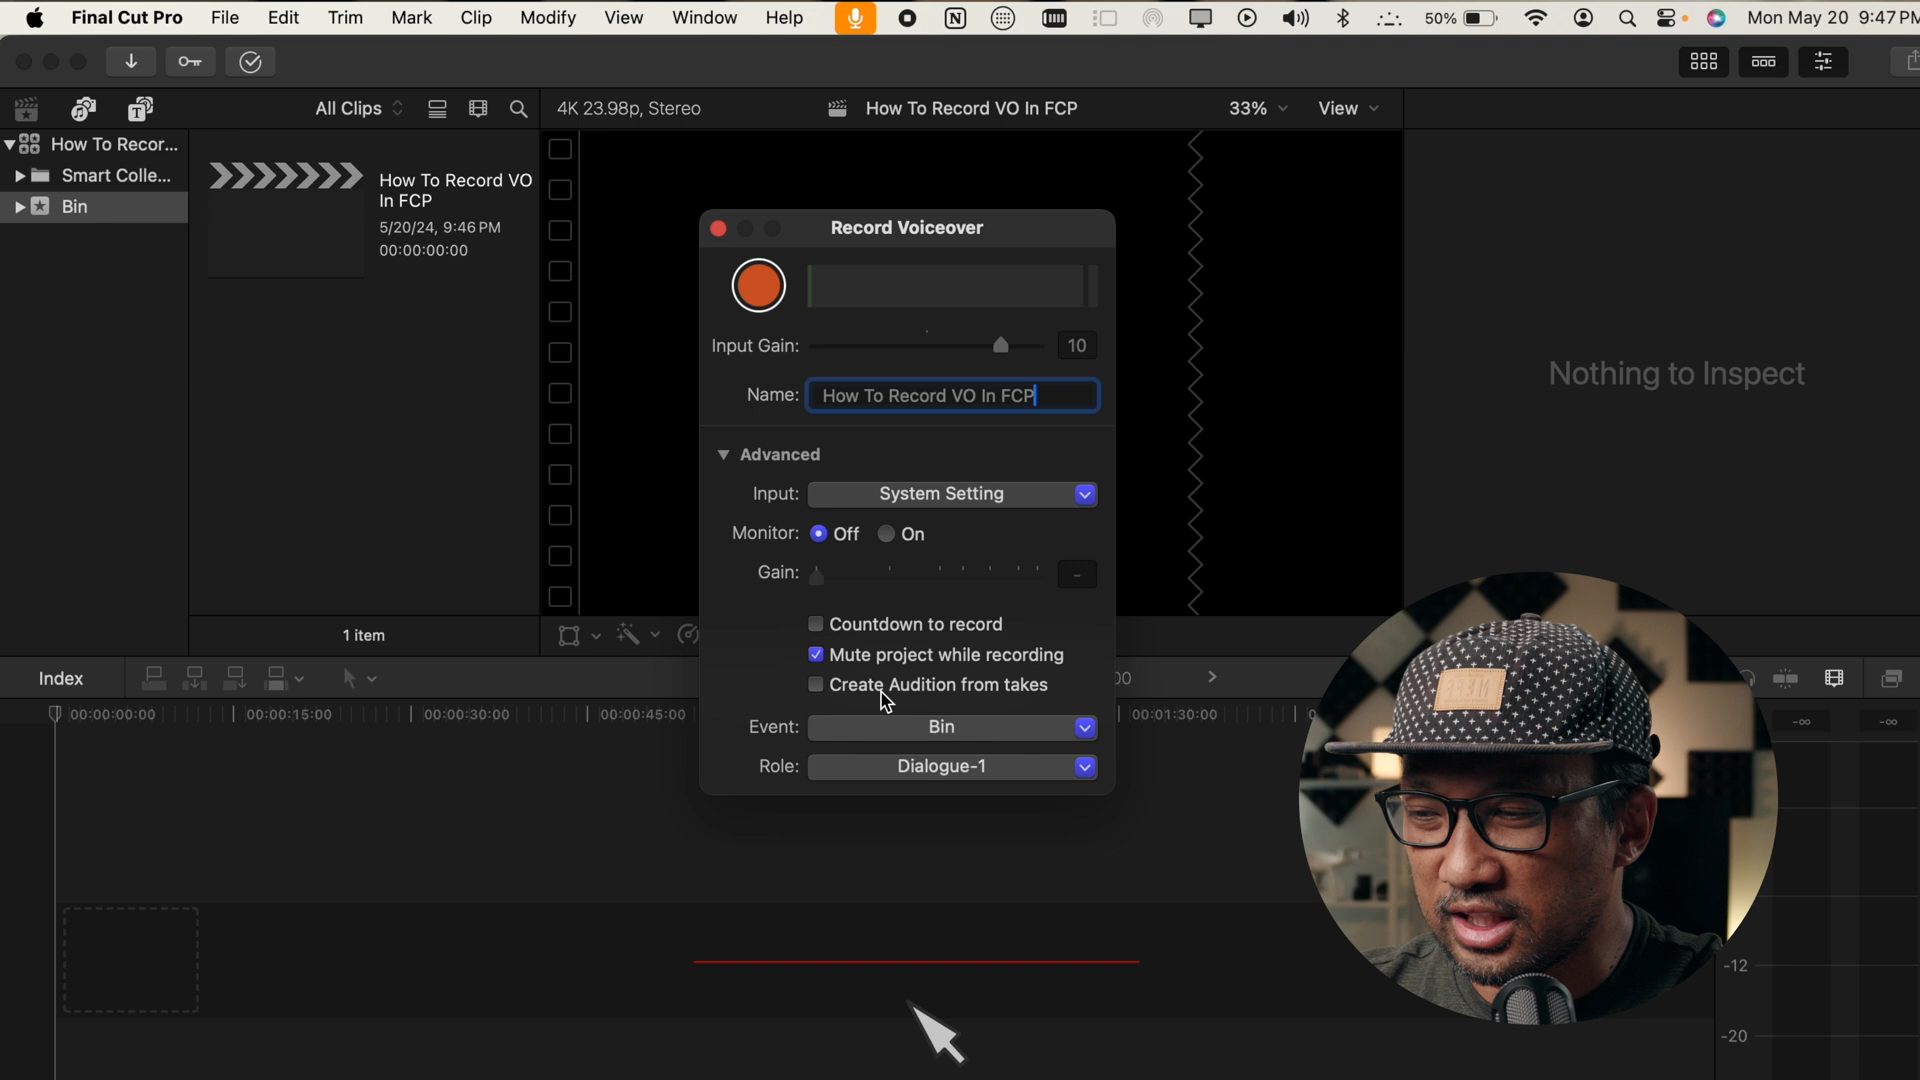 Final Cut Pro File Edit Trim Mark Clip Modify View Window Help 50% Mon May 20 9:47 PM
All Clips 4K 23.98p, Stereo How To Record VO In FCP 33% View
How To Recor...
Smart Colle...
Bin
How To Record VO
In FCP
5/20/24, 9:46 PM
00:00:00:00
1 item
Record Voiceover
Input Gain: 10
Name: How To Record VO In FCP
Advanced
Input: System Setting
Monitor: Off On
Gain: -
Countdown to record
Mute project while recording
Create Audition from takes
Event: Bin
Role: Dialogue-1
Nothing to Inspect
Index 00
00:00:00:00 00:00:15:00 00:00:30:00 00:00:45:00 00:01:30:00 -∞ -∞
-12
-20